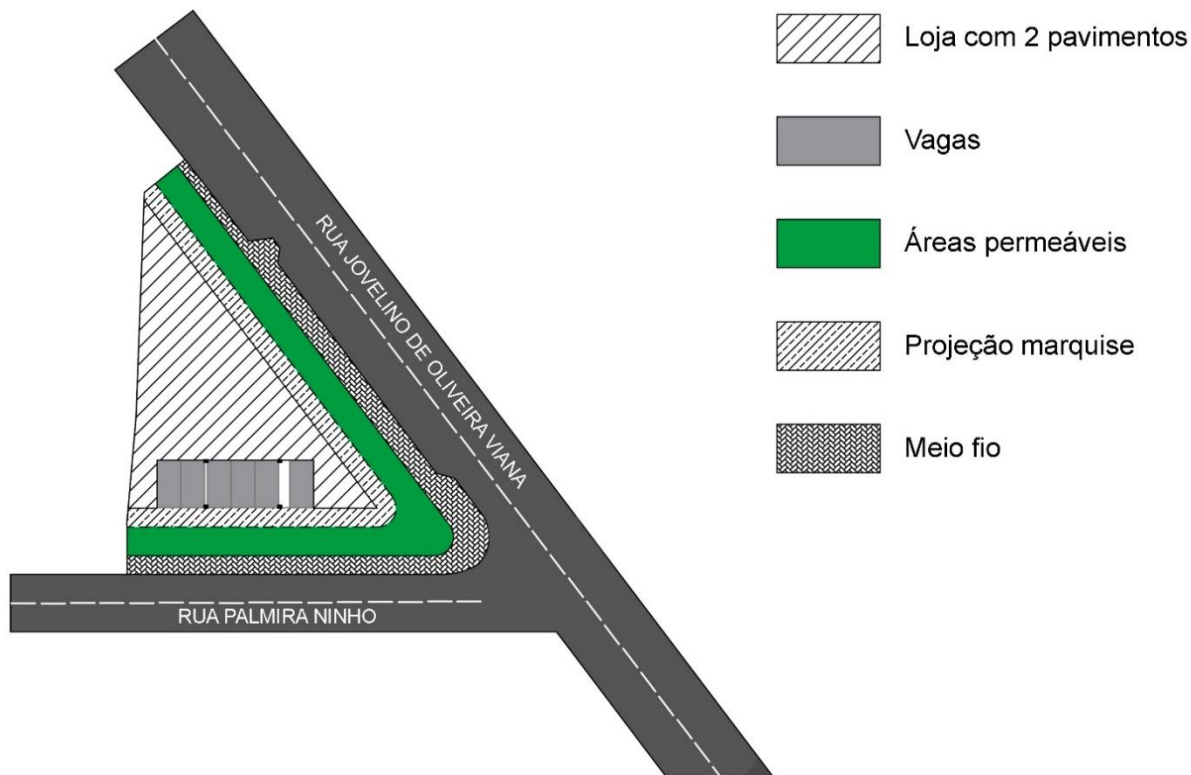 Loja com 2 pavimentos
Vagas
Áreas permeáveis
Projeção marquise
Meio fio
RUA JOVELINO DE OLIVEIRA VIANA
RUA PALMIRA NINHO